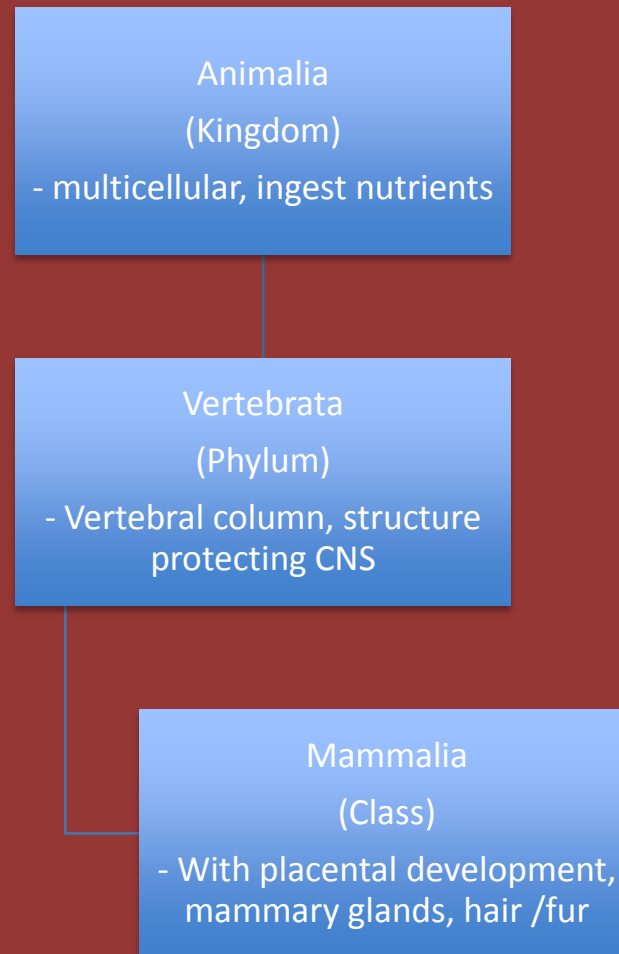 Animalia
(Kingdom)
- multicellular, ingest nutrients
Vertebrata
(Phylum)
- Vertebral column, structure
protecting CNS
Mammalia
(Class)
- With placental development,
mammary glands, hair /fur